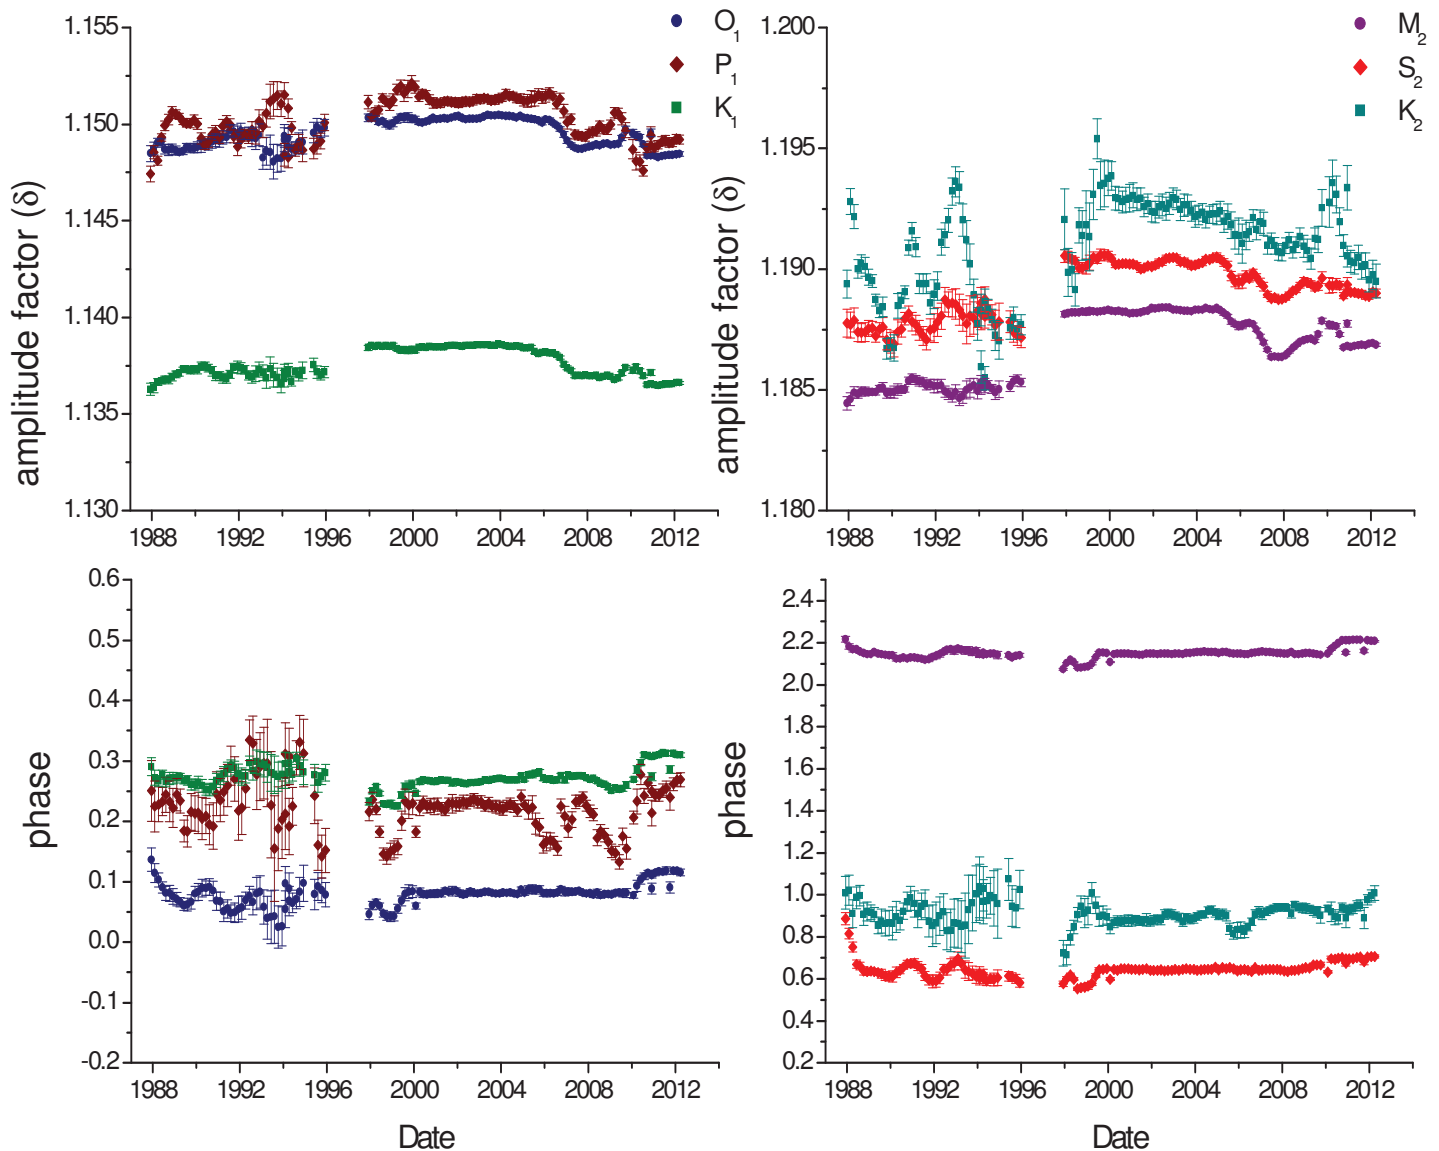 O1
P1
K1
amplitude factor (δ)
1.155
1.150
1.145
1.140
1.135
1.130
1988 1992 1996 2000 2004 2008 2012
M2
S2
K2
amplitude factor (δ)
1.200
1.195
1.190
1.185
1.180
1988 1992 1996 2000 2004 2008 2012
phase
0.6
0.5
0.4
0.3
0.2
0.1
0.0
-0.1
-0.2
1988 1992 1996 2000 2004 2008 2012
Date
phase
2.4
2.2
2.0
1.8
1.6
1.4
1.2
1.0
0.8
0.6
0.4
0.2
1988 1992 1996 2000 2004 2008 2012
Date